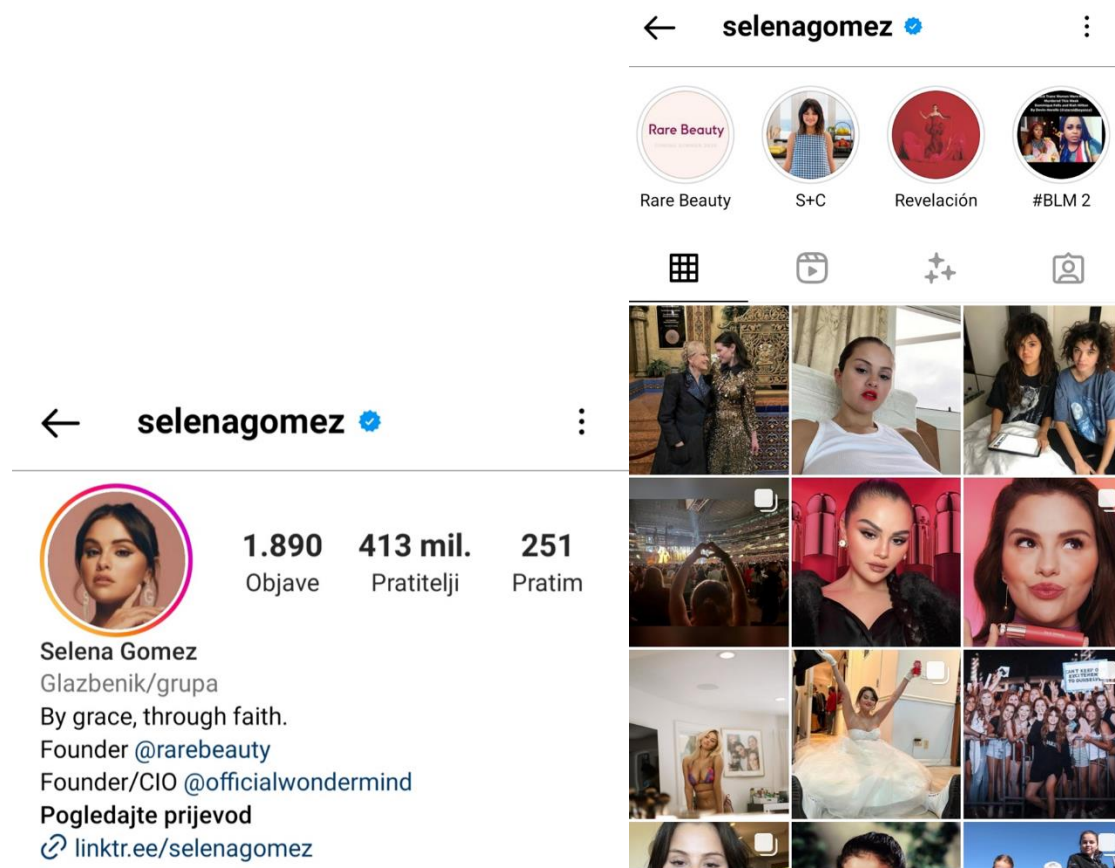 selenagomez
1.890 413 mil. 251
Objave Pratitelji Pratim
Selena Gomez
Glazbenik/grupa
By grace, through faith.
Founder @rarebeauty
Founder/CIO @officialwondermind
Pogledajte prijevod
linktr.ee/selenagomez
selenagomez
Rare Beauty
Rare Beauty S+C Revelación #BLM 2